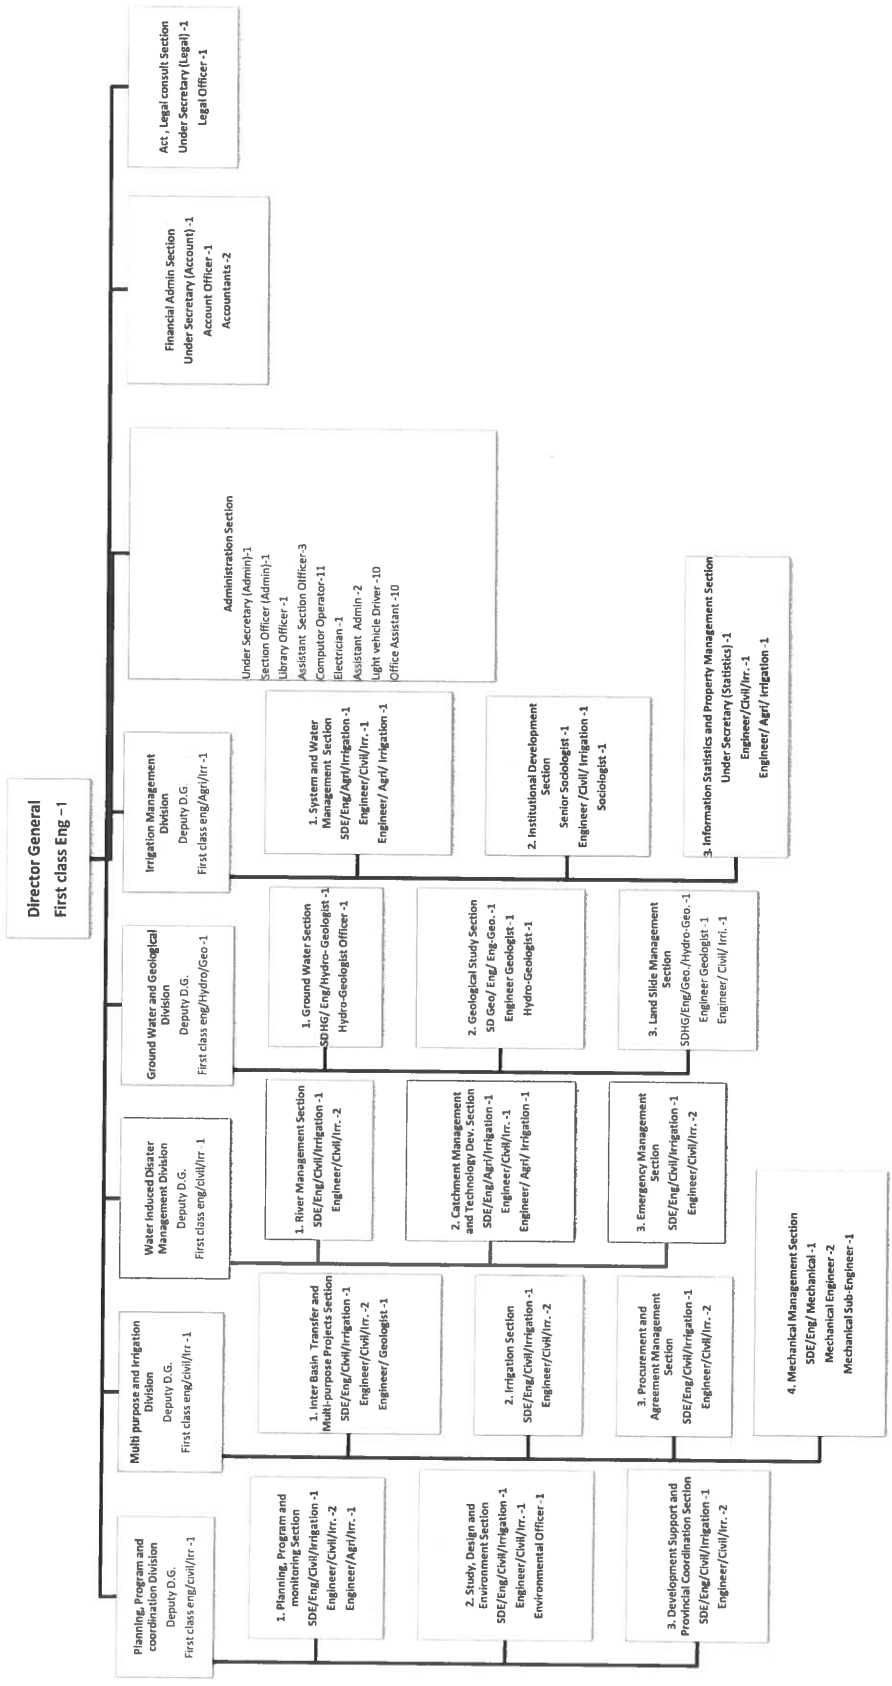 Director General
First class Eng –1
Planning, Program and
coordination Division
Deputy D.G.
First class eng/civil/Irr -1
1. Planning, Program and
monitoring Section
SDE/Eng/Civil/Irrigation -1
Engineer/Civil/Irr. -2
Engineer/Agri/Irr. -1
2. Study, Design and
Environment Section
SDE/Eng/Civil/Irrigation -1
Engineer/Civil/Irr. -1
Environmental Officer -1
3. Development Support and
Provincial Coordination Section
SDE/Eng/Civil/Irrigation -1
Engineer/Civil/Irr. -2
Multi purpose and Irrigation
Division
Deputy D.G.
First class eng/civil/Irr -1
1. Inter Basin Transfer and
Multi-purpose Projects Section
SDE/Eng/Civil/Irrigation -1
Engineer/Civil/Irr. -2
Engineer/ Geologist -1
2. Irrigation Section
SDE/Eng/Civil/Irrigation -1
Engineer/Civil/Irr. -2
3. Procurement and
Agreement Management
Section
SDE/Eng/Civil/Irrigation -1
Engineer/Civil/Irr. -2
4. Mechanical Management Section
SDE/Eng/ Mechanical -1
Mechanical Engineer -2
Mechanical Sub-Engineer -1
Water Induced Disater
Management Division
Deputy D.G.
First class eng/civil/Irr -1
1. River Management Section
SDE/Eng/Civil/Irrigation -1
Engineer/Civil/Irr. -2
2. Catchment Management
and Technology Dev. Section
SDE/Eng/Agri/Irrigation -1
Engineer/Civil/Irr. -1
Engineer/ Agri/ Irrigation -1
3. Emergency Management
Section
SDE/Eng/Civil/Irrigation -1
Engineer/Civil/Irr. -2
Ground Water and Geological
Division
Deputy D.G.
First class eng/Hydro/Geo -1
1. Ground Water Section
SDHG/ Eng/Hydro- Geologist -1
Hydro-Geologist Officer -1
2. Geological Study Section
SD Geo/ Eng/ Eng-Geo. -1
Engineer Geologist -1
Hydro-Geologist -1
3. Land Slide Management
Section
SDHG/Eng/Geo./Hydro-Geo. -1
Engineer Geologist -1
Engineer/ Civil/ Irri. -1
Irrigation Management
Division
Deputy D.G.
First class eng/Agri/Irr -1
1. System and Water
Management Section
SDE/Eng/Agri/Irrigation -1
Engineer/Civil/Irr. -1
Engineer/ Agri/ Irrigation -1
2. Institutional Development
Section
Senior Sociologist -1
Engineer /Civil/ Irrigation -1
Sociologist -1
3. Information Statistics and Property Management Section
Under Secretary (Statistics) -1
Engineer/Civil/Irr. -1
Engineer/ Agri/ Irrigation -1
Administration Section
Under Secretary (Admin)-1
Section Officer (Admin)-1
Library Officer -1
Assistant Section Oifficer-3
Computor Operator-11
Electrician -1
Assistant Admin -2
Light vehicle Driver -10
Office Assistant -10
Financial Admin Section
Under Secretary (Account) -1
Account Officer -1
Accountants -2
Act , Legal consult Section
Under Secretary (Legal) -1
Legal Officer -1